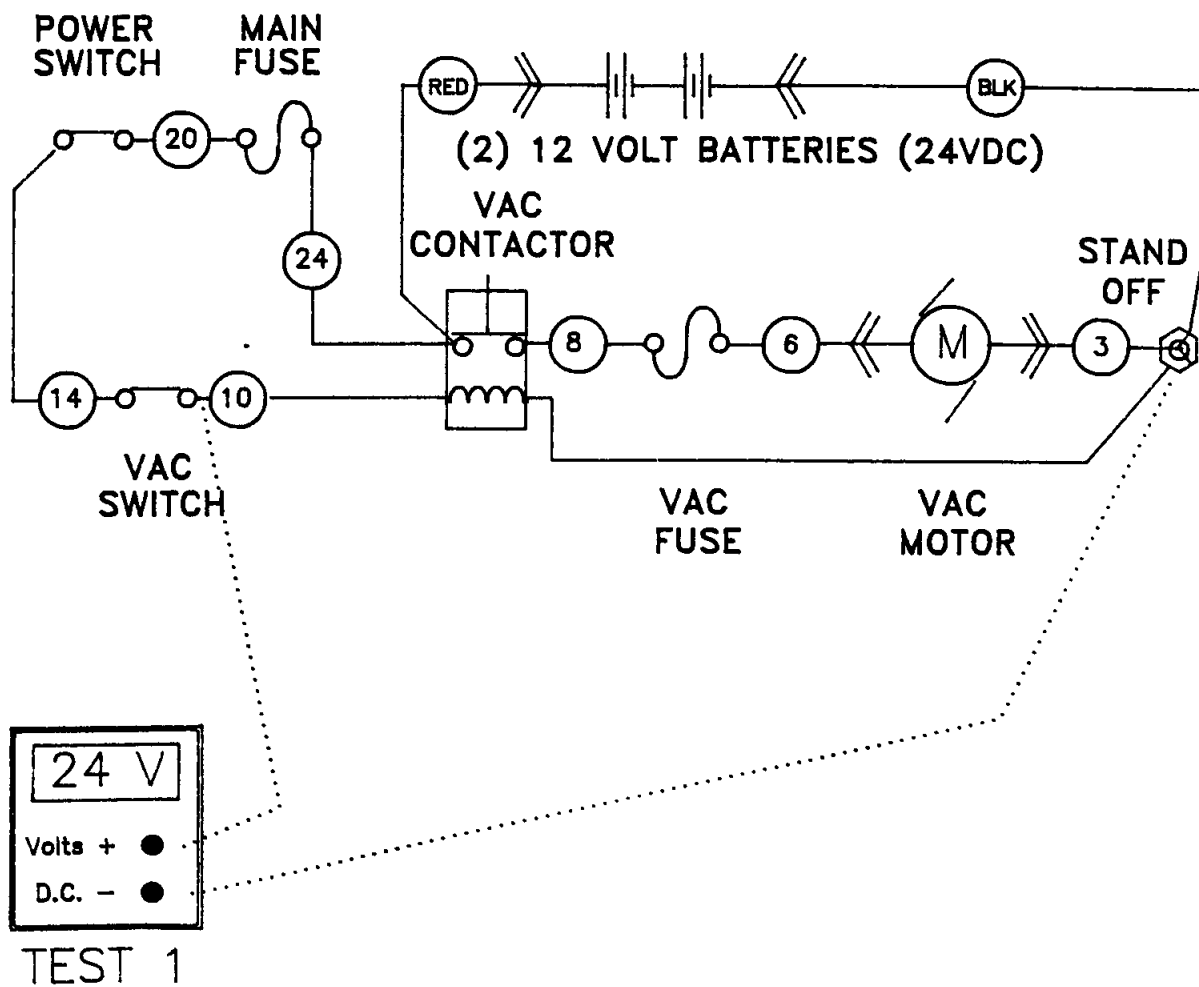 POWER
SWITCH
MAIN
FUSE
RED
BLK
20
(2) 12 VOLT BATTERIES (24VDC)
VAC
CONTACTOR
24
STAND
OFF
8
6
M
3
14
10
VAC
SWITCH
VAC
FUSE
VAC
MOTOR
24 V
Volts +
D.C. −
TEST 1